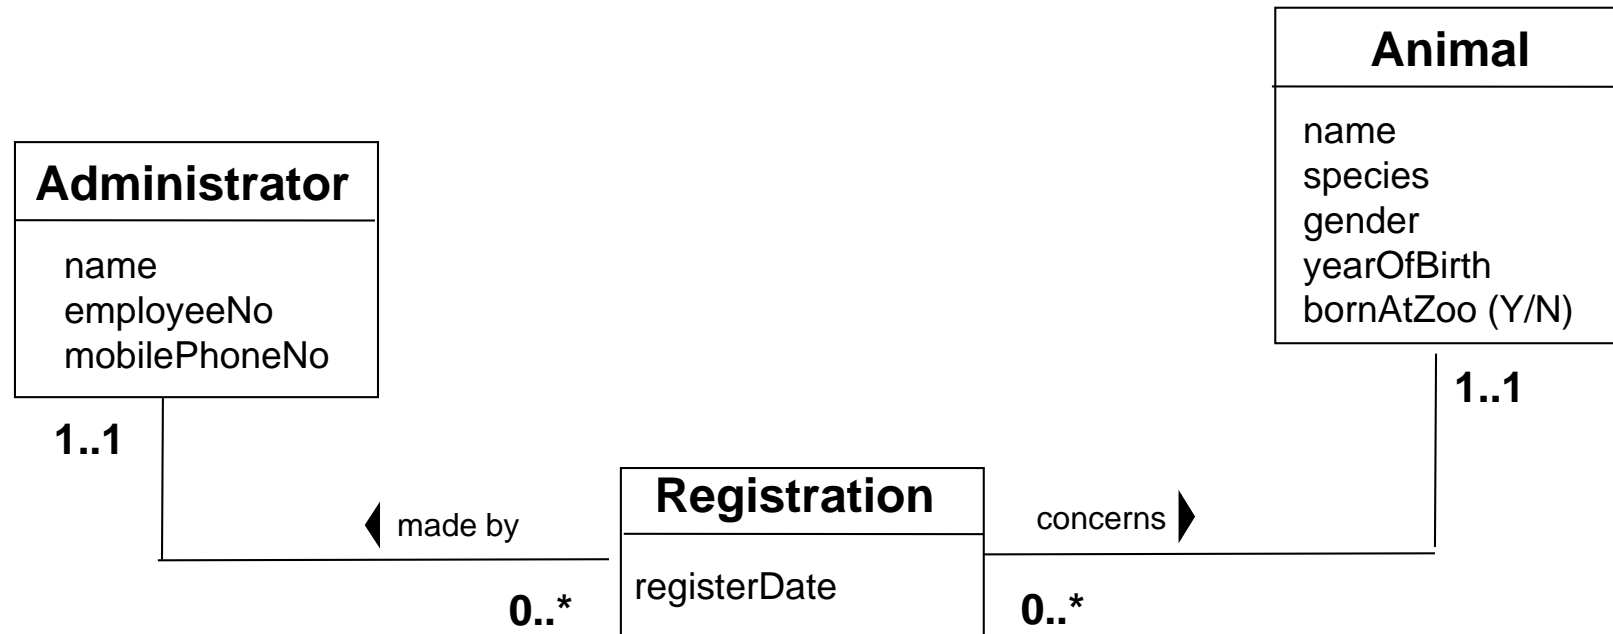 Animal
name
species
gender
yearOfBirth
bornAtZoo (Y/N)
1..1
Administrator
name
employeeNo
mobilePhoneNo
1..1
made by
0..*
Registration
registerDate
concerns
0..*